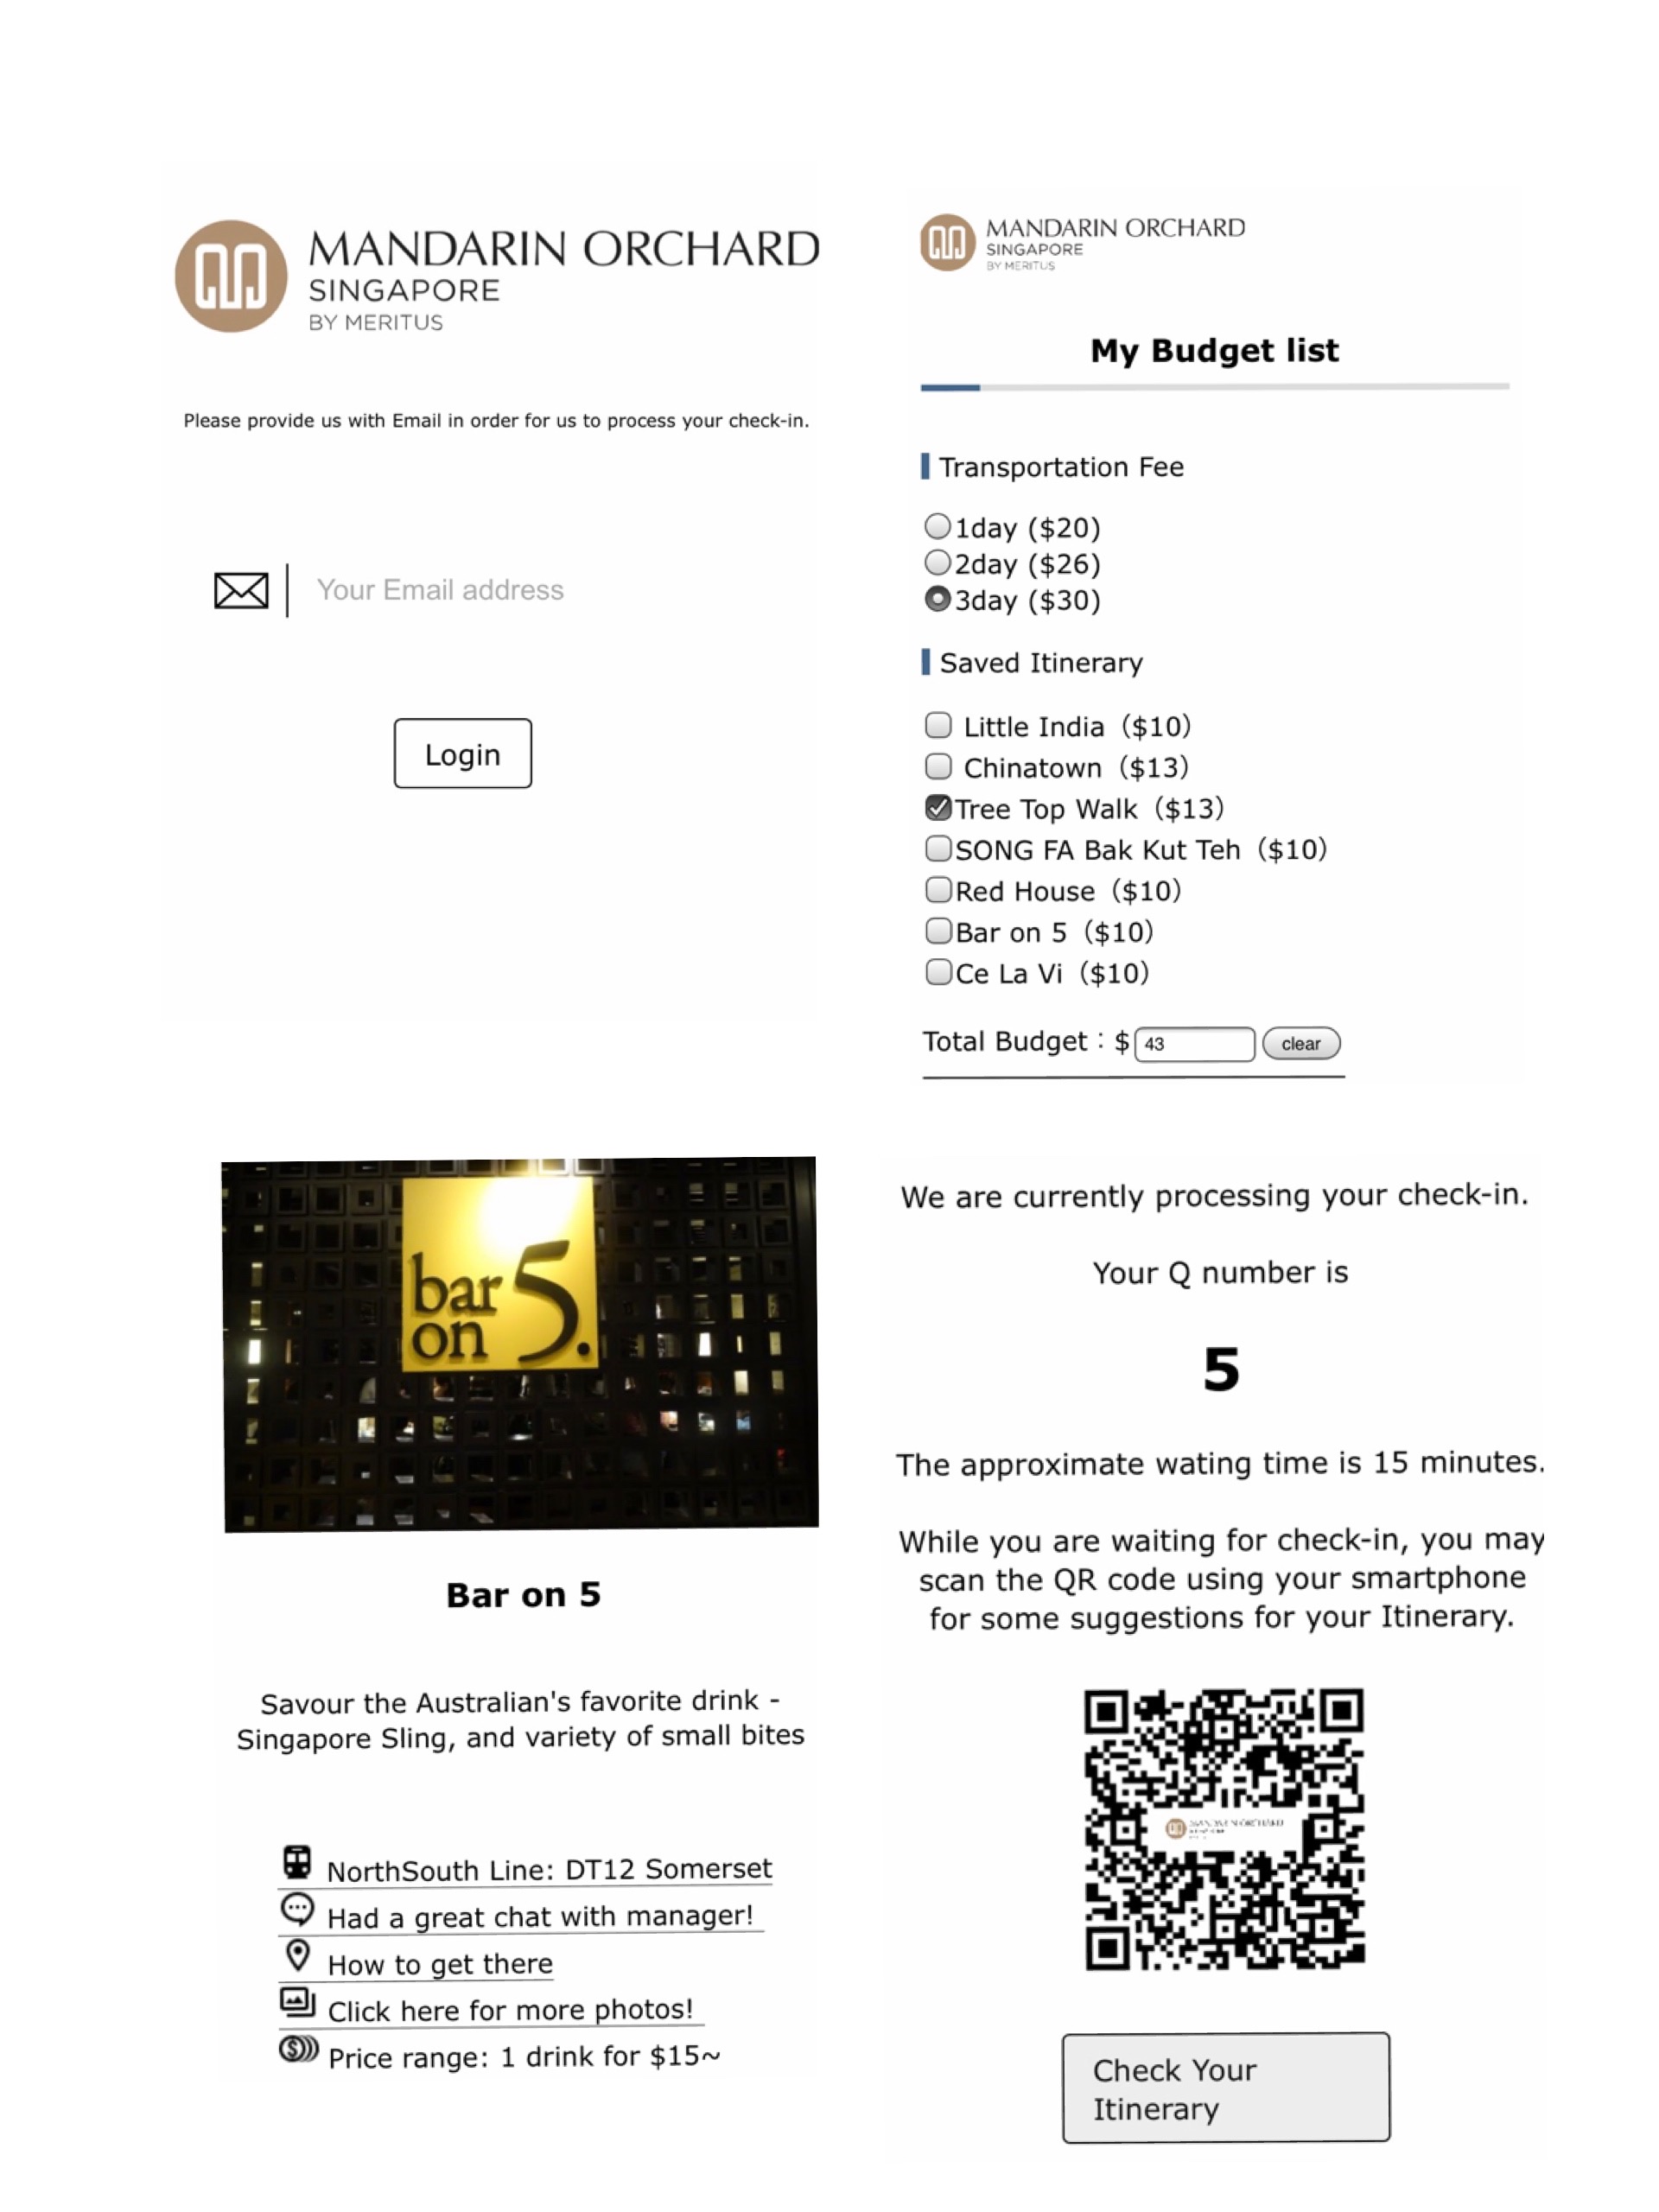 MANDARIN ORCHARD
SINGAPORE
BY MERITUS
Please provide us with Email in order for us to process your check-in.
Your Email address
Login
MANDARIN ORCHARD
SINGAPORE
BY MERITUS
My Budget list
Transportation Fee
1day ($20)
2day ($26)
3day ($30)
Saved Itinerary
Little India ($10)
Chinatown ($13)
Tree Top Walk ($13)
SONG FA Bak Kut Teh ($10)
Red House ($10)
Bar on 5 ($10)
Ce La Vi ($10)
Total Budget : $ 43 clear
bar
on 5.
Bar on 5
Savour the Australian's favorite drink -
Singapore Sling, and variety of small bites
NorthSouth Line: DT12 Somerset
Had a great chat with manager!
How to get there
Click here for more photos!
Price range: 1 drink for $15~
We are currently processing your check-in.
Your Q number is
5
The approximate wating time is 15 minutes.
While you are waiting for check-in, you may
scan the QR code using your smartphone
for some suggestions for your Itinerary.
MANDARIN ORCHARD
Check Your
Itinerary